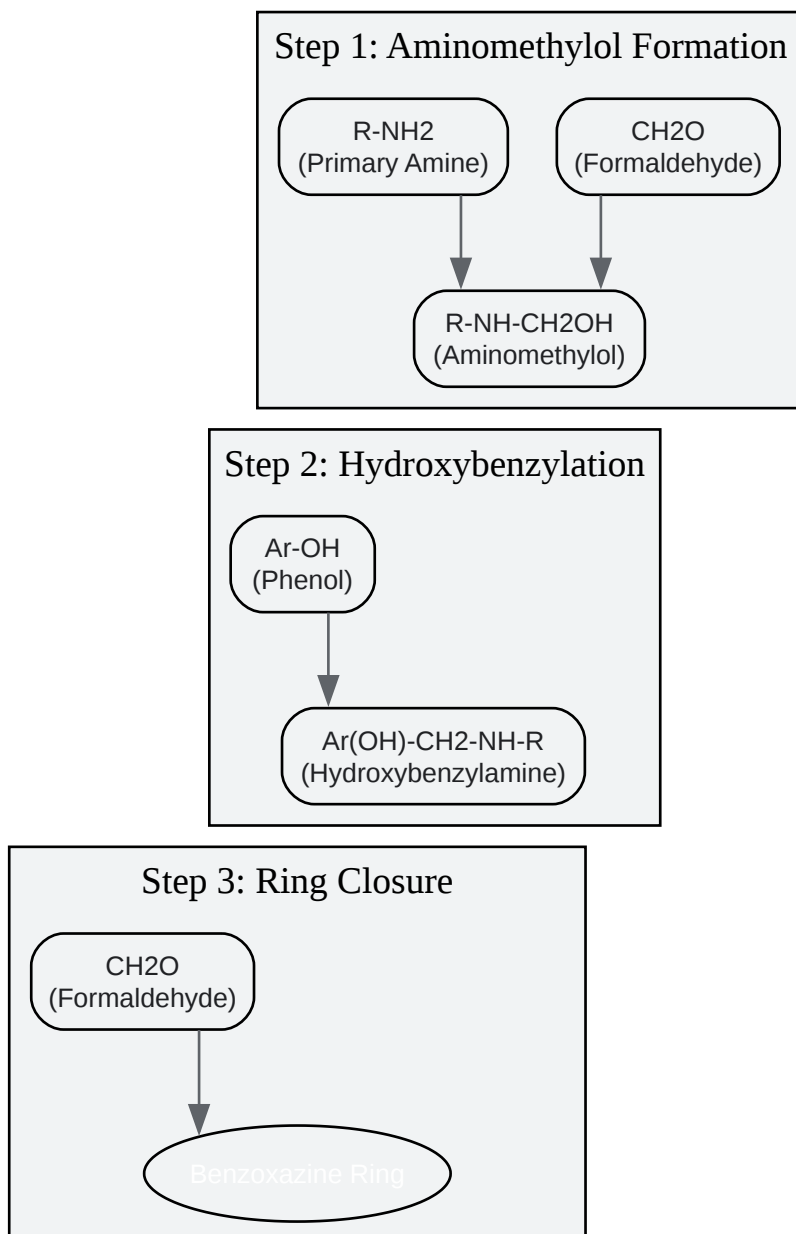 Step 1: Aminomethylol Formation
R-NH2
(Primary Amine)
CH2O
(Formaldehyde)
R-NH-CH2OH
(Aminomethylol)
Step 2: Hydroxybenzylation
Ar-OH
(Phenol)
Ar(OH)-CH2-NH-R
(Hydroxybenzylamine)
Step 3: Ring Closure
CH2O
(Formaldehyde)
Benzoxazine Ring